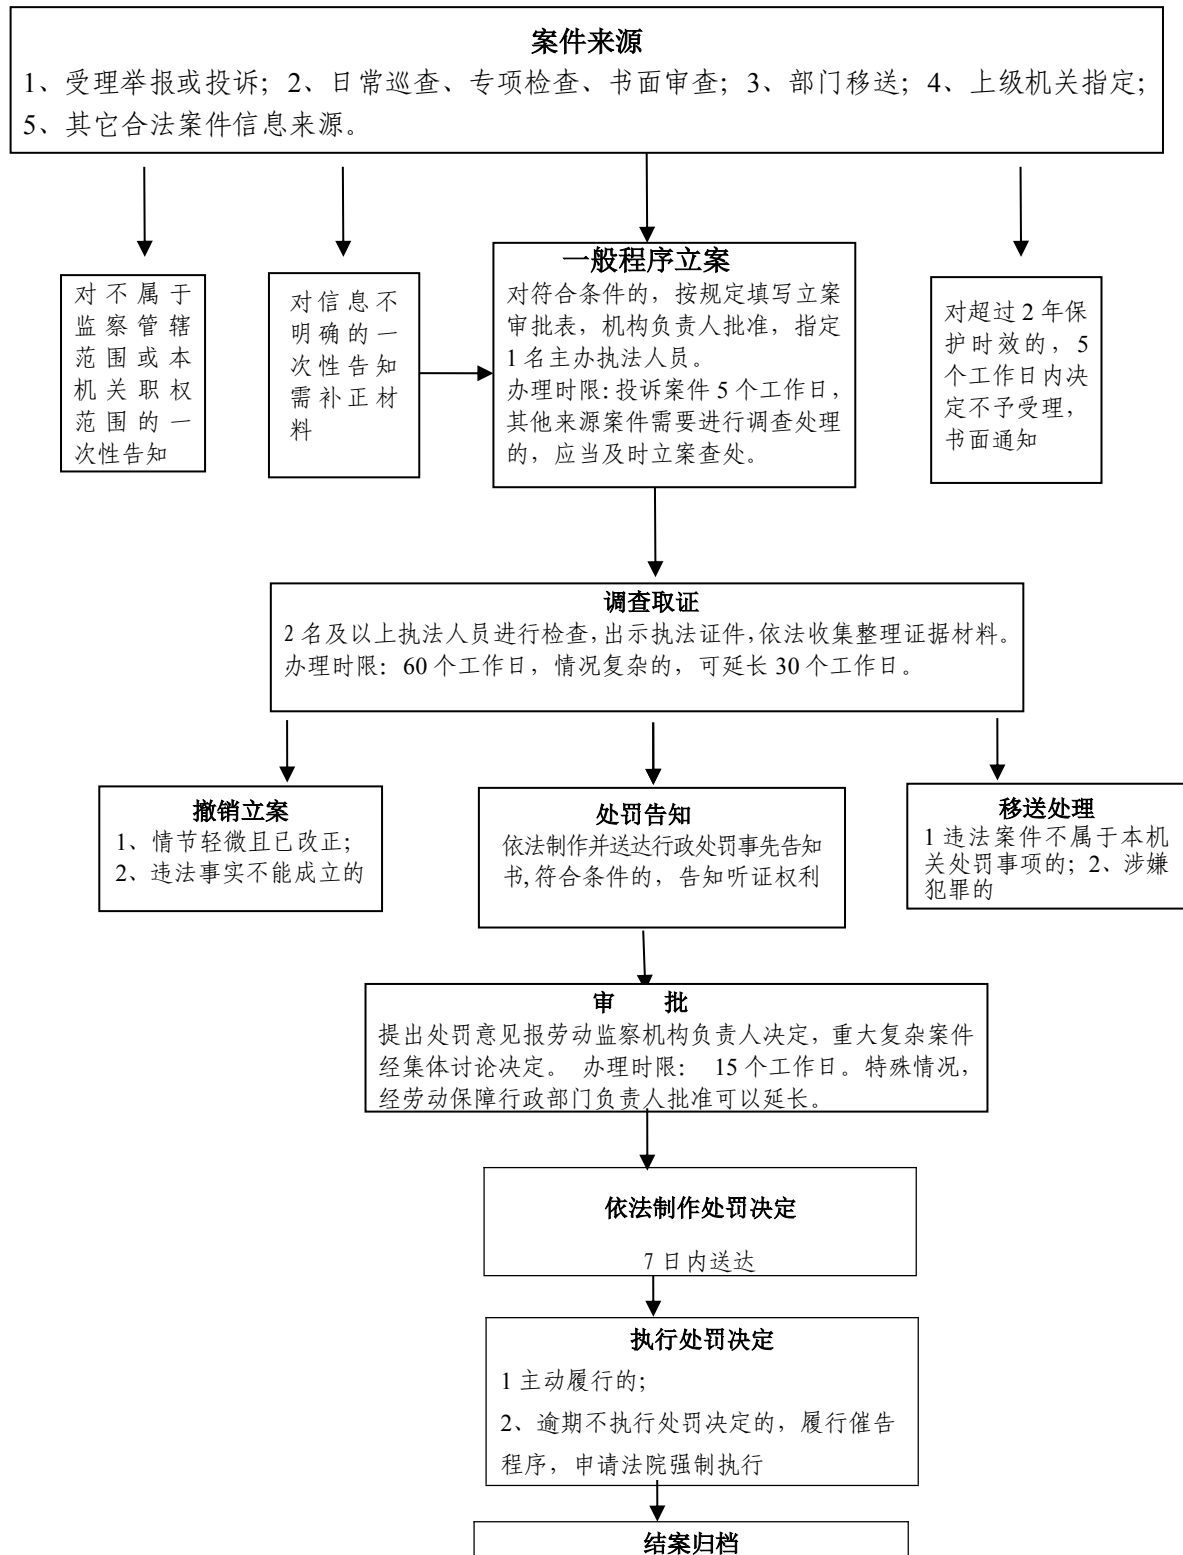 案件来源
1、受理举报或投诉；2、日常巡查、专项检查、书面审查；3、部门移送；4、上级机关指定；
5、其它合法案件信息来源。
对不属于
监察管辖
范围或本
机关职权
范围的一
次性告知
对信息不
明确的一
次性告知
需补正材
料
一般程序立案
对符合条件的，按规定填写立案
审批表，机构负责人批准，指定
1名主办执法人员。
办理时限：投诉案件5个工作日，
其他来源案件需要进行调查处理
的，应当及时立案查处。
对超过2年保
护时效的，5
个工作日内决
定不予受理，
书面通知
调查取证
2名及以上执法人员进行检查,出示执法证件,依法收集整理证据材料。
办理时限：60个工作日，情况复杂的，可延长30个工作日。
撤销立案
1、情节轻微且已改正；
2、违法事实不能成立的
处罚告知
依法制作并送达行政处罚事先告知
书,符合条件的，告知听证权利
移送处理
1 违法案件不属于本机
关处罚事项的；2、涉嫌
犯罪的
审 批
提出处罚意见报劳动监察机构负责人决定，重大复杂案件
经集体讨论决定。 办理时限： 15个工作日。特殊情况，
经劳动保障行政部门负责人批准可以延长。
依法制作处罚决定
7日内送达
执行处罚决定
1 主动履行的；
2、逾期不执行处罚决定的，履行催告
程序，申请法院强制执行
结案归档